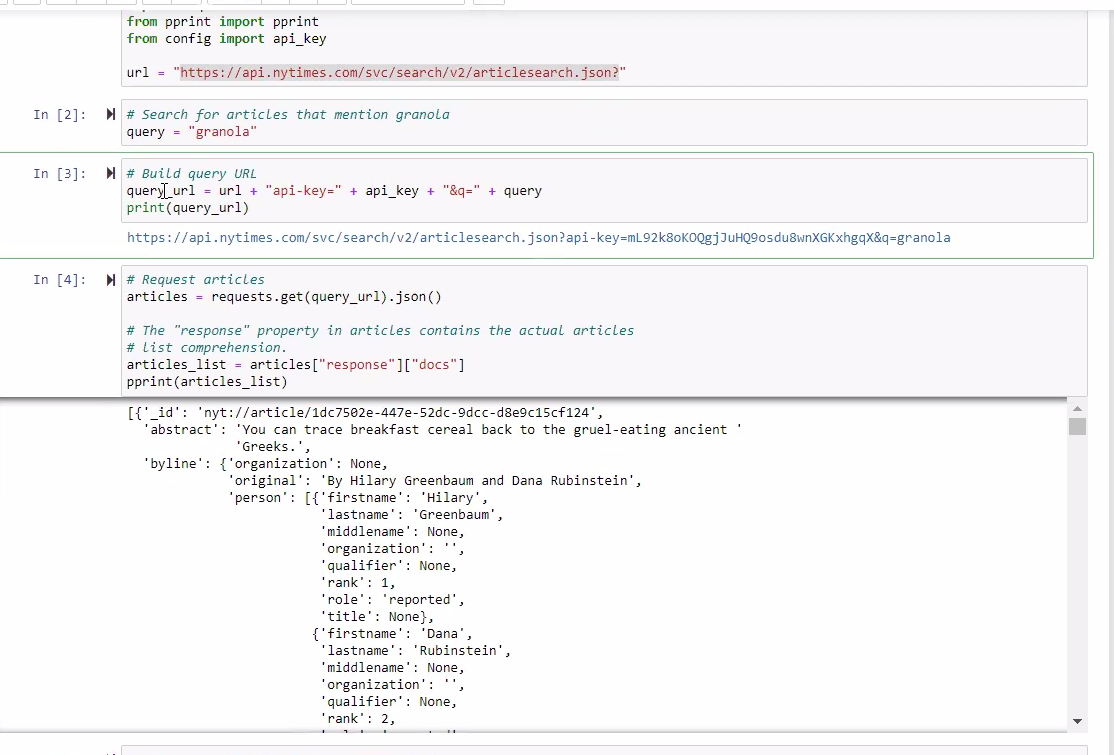 from pprint import pprint
from config import api_key
url = "https://api.nytimes.com/svc/search/v2/articlesearch.json?"
In [2]:
# Search for articles that mention granola
query = "granola"
In [3]:
# Build query URL
query_url = url + "api-key=" + api_key + "&q=" + query
print(query_url)
https://api.nytimes.com/svc/search/v2/articlesearch.json?api-key=mL92k8oKOQgjJuHQ9osdu8wnXGKxhgqX&q=granola
In [4]:
# Request articles
articles = requests.get(query_url).json()
# The "response" property in articles contains the actual articles
# list comprehension.
articles_list = articles["response"]["docs"]
pprint(articles_list)
[{'_id': 'nyt://article/1dc7502e-447e-52dc-9dcc-d8e9c15cf124',
'abstract': 'You can trace breakfast cereal back to the gruel-eating ancient '
'Greeks.',
'byline': {'organization': None,
'original': 'By Hilary Greenbaum and Dana Rubinstein',
'person': [{'firstname': 'Hilary',
'lastname': 'Greenbaum',
'middlename': None,
'organization': '',
'qualifier': None,
'rank': 1,
'role': 'reported',
'title': None},
{'firstname': 'Dana',
'lastname': 'Rubinstein',
'middlename': None,
'organization': '',
'qualifier': None,
'rank': 2,